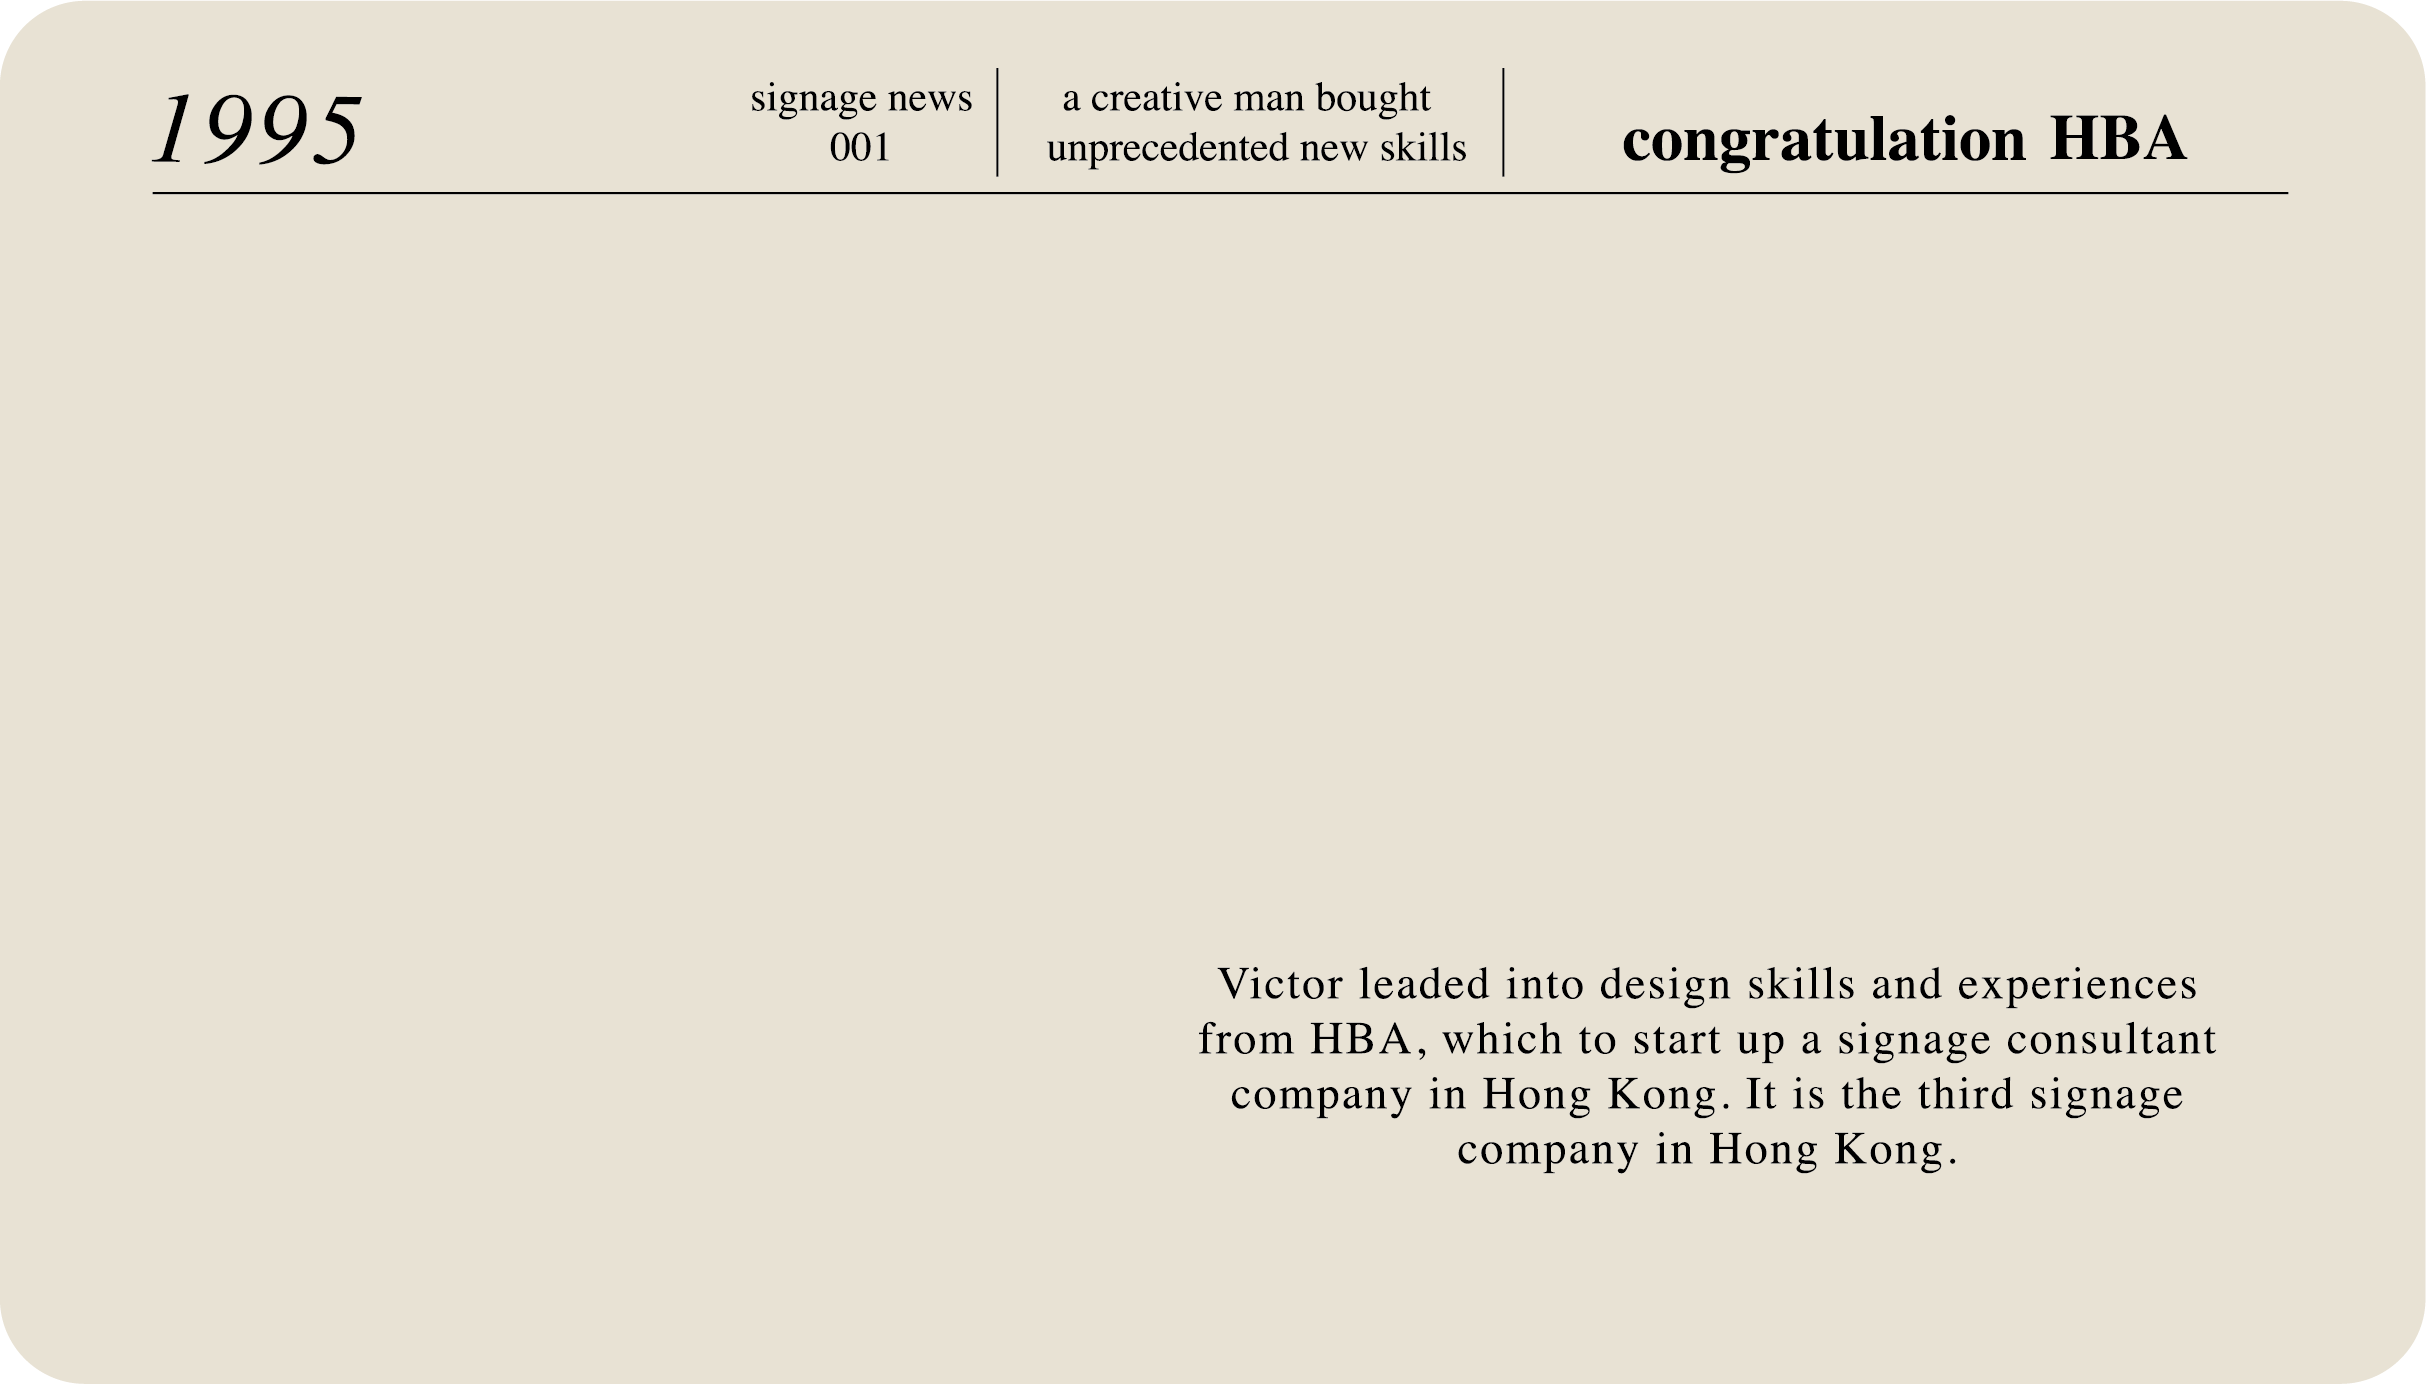 1995
signage news
001
a creative man bought
unprecedented new skills
congratulation HBA
Victor leaded into design skills and experiences
from HBA, which to start up a signage consultant
company in Hong Kong. It is the third signage
company in Hong Kong.